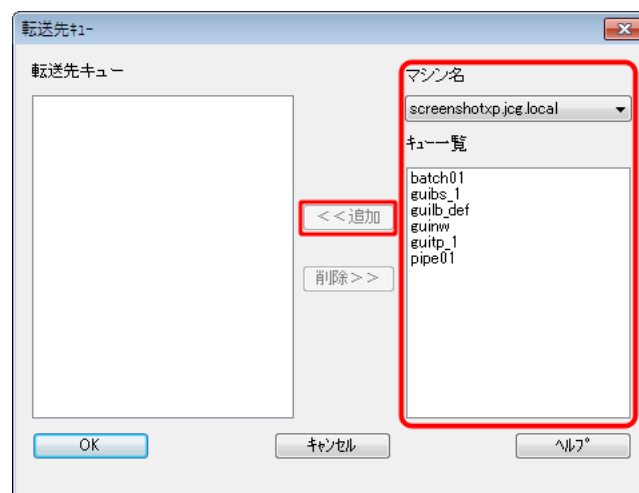 転送先ｷｭｰ
転送先キュー
マシン名
screenshotxp.jcg.local
ｷｭｰ一覧
batch01
guibs_1
guilb_def
guinw
guitp_1
pipe01
<<追加
削除>>
OK
ｷｬﾝｾﾙ
ﾍﾙﾌﾟ